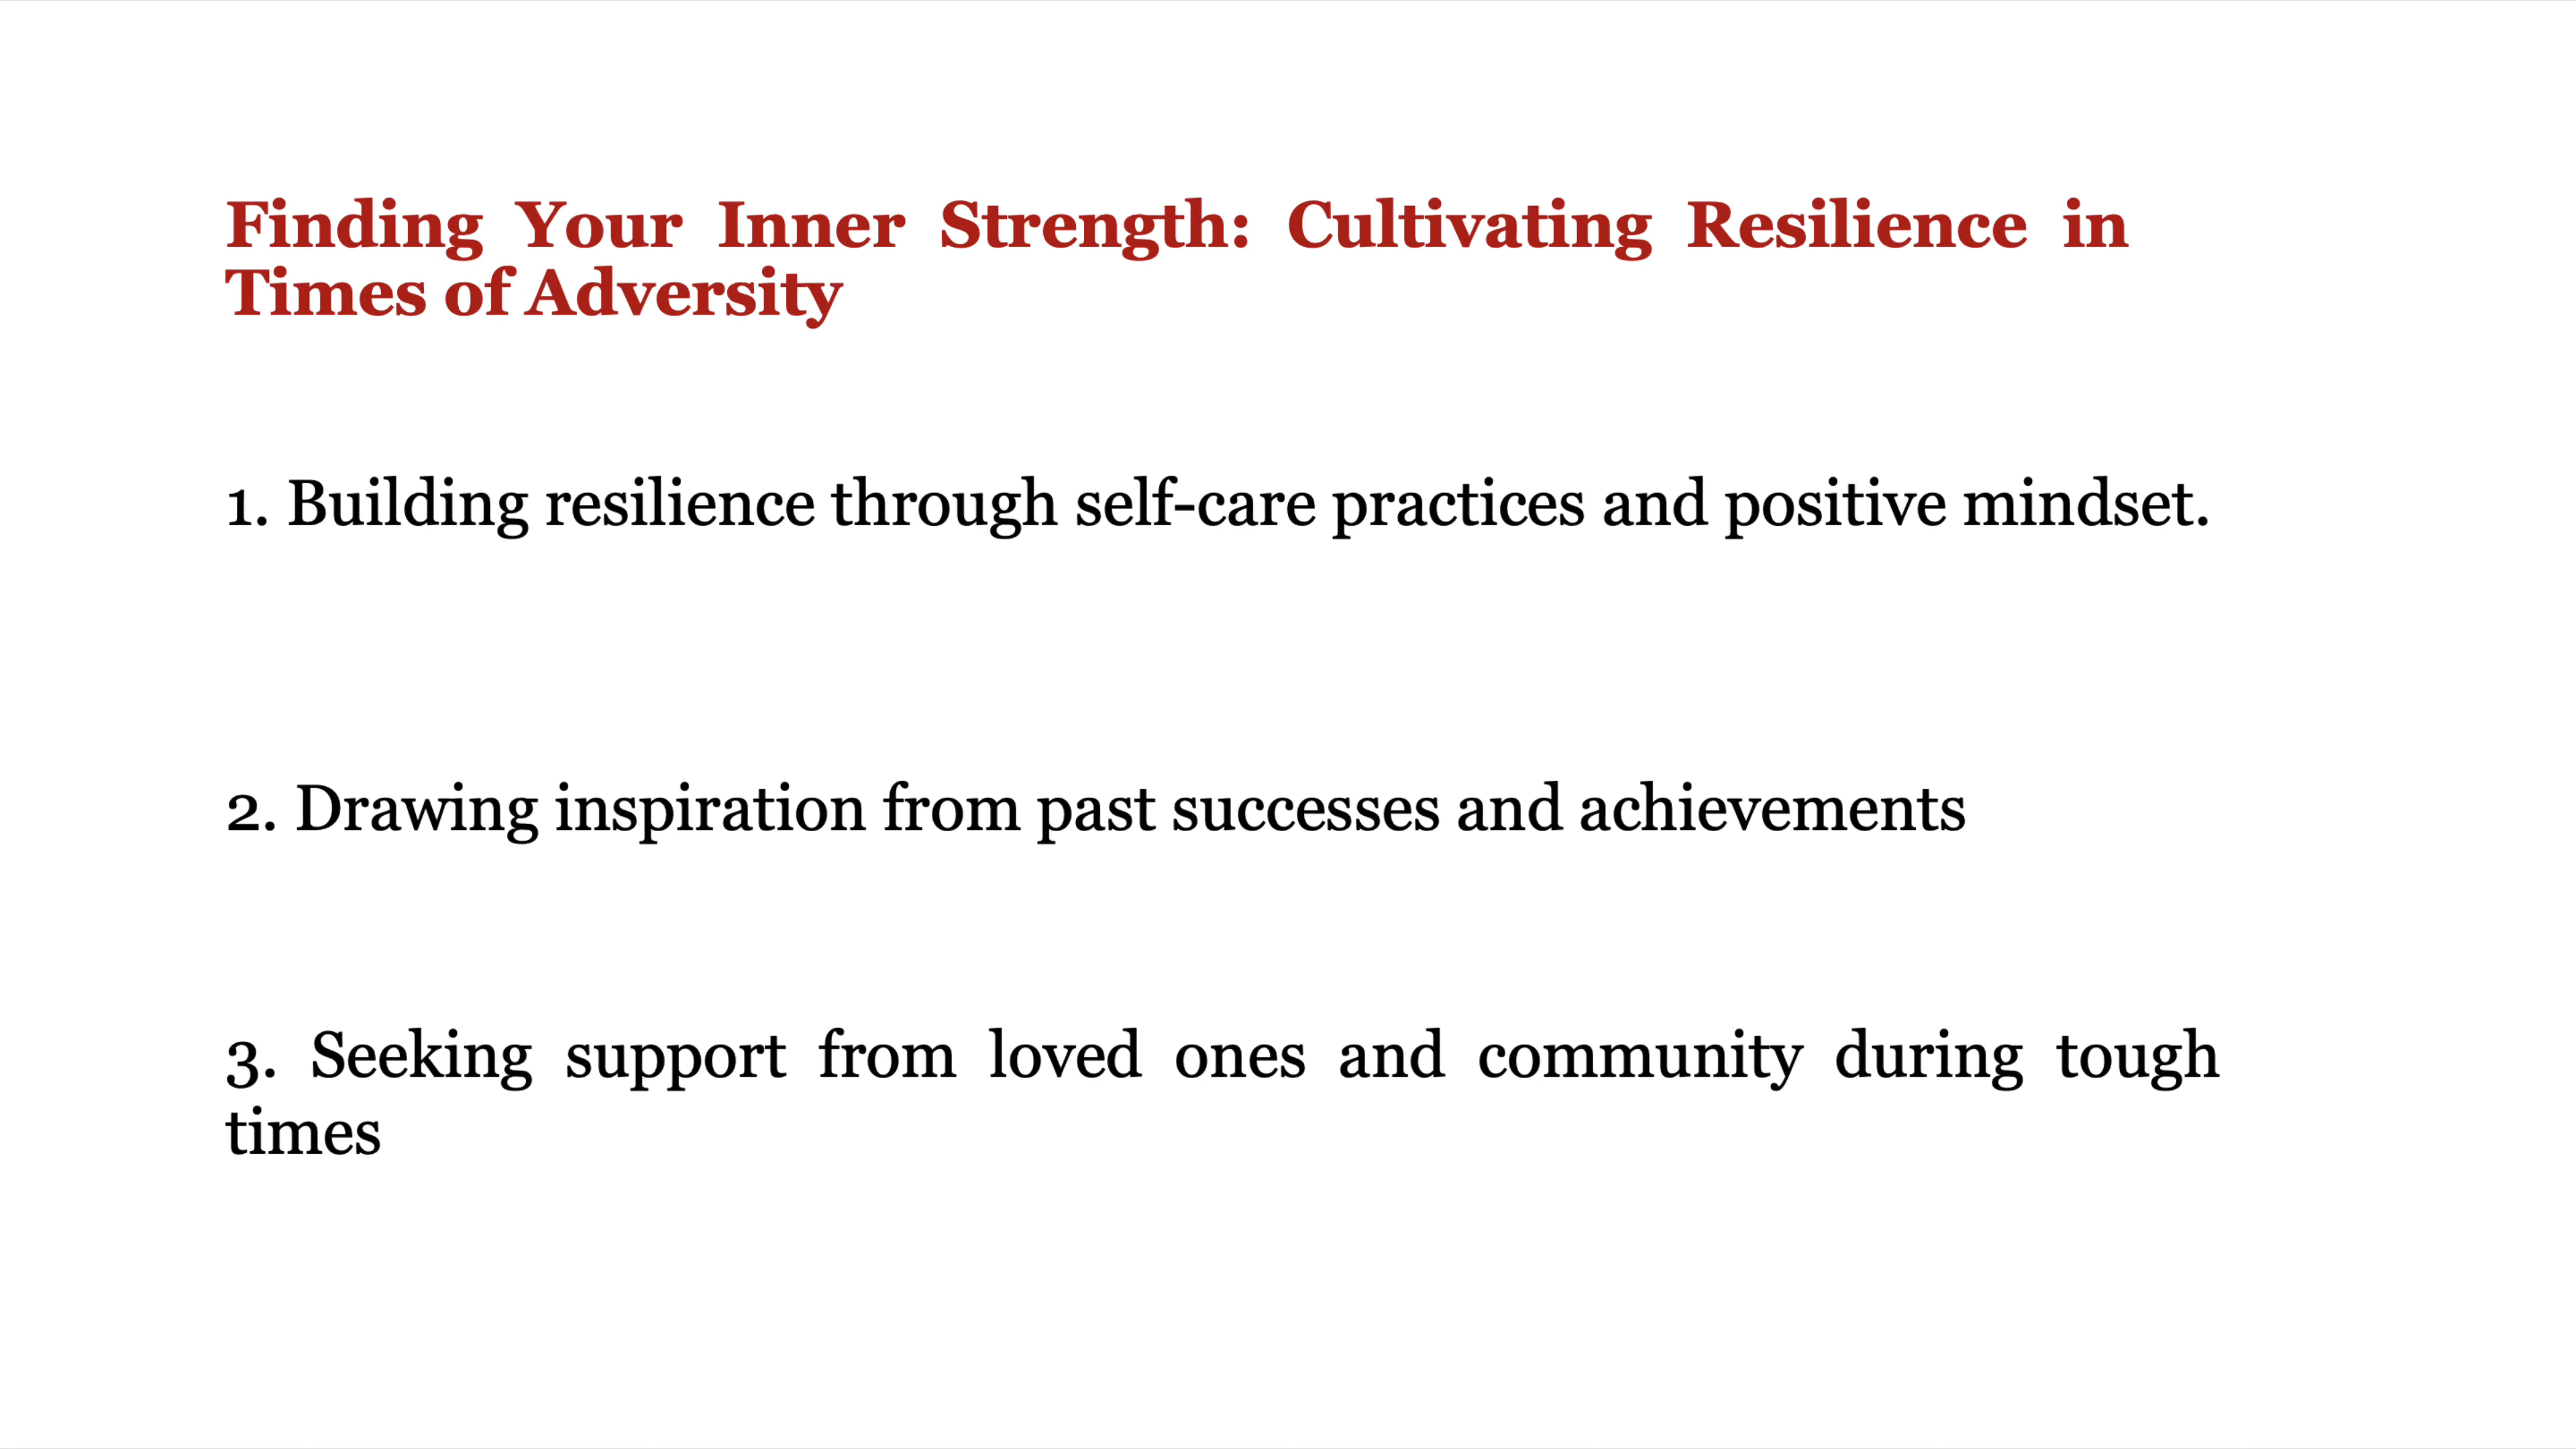 Finding Your Inner Strength: Cultivating Resilience in
Times of Adversity
1. Building resilience through self-care practices and positive mindset.
2. Drawing inspiration from past successes and achievements
3. Seeking support from loved ones and community during tough
times